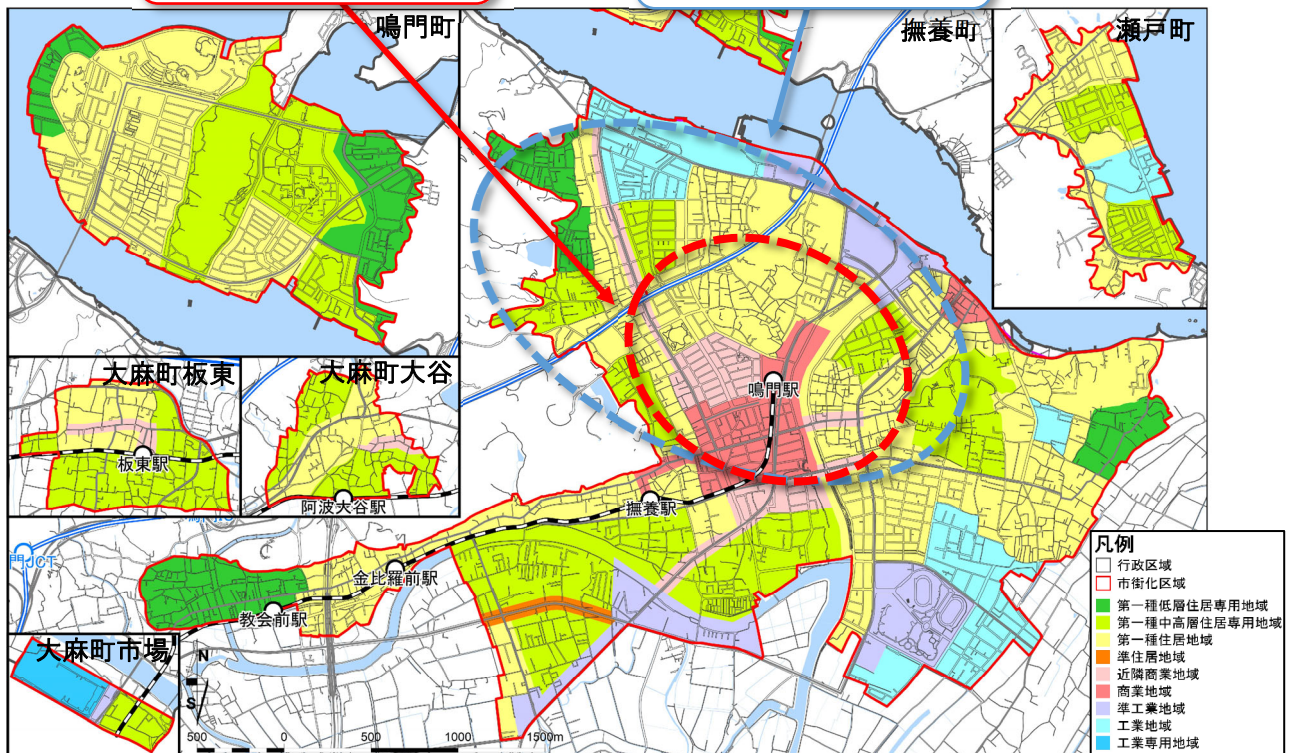 鳴門町
撫養町
瀬戸町
鳴門駅
大麻町板東
大麻町大谷
板東駅
阿波大谷駅
撫養駅
門JCT
金比羅前駅
教会前駅
大麻町市場
N
S
500 0 500 1000 1500m
凡例
行政区域
市街化区域
第一種低層住居専用地域
第一種中高層住居専用地域
第一種住居地域
準住居地域
近隣商業地域
商業地域
準工業地域
工業地域
工業専用地域